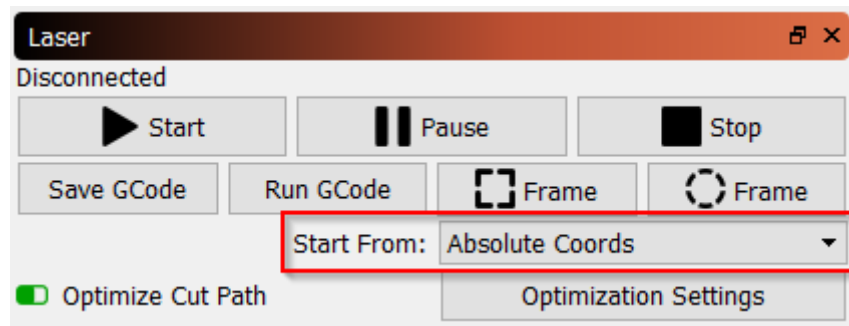 Laser
Disconnected
Start Pause Stop
Save GCode Run GCode Frame Frame
Start From: Absolute Coords
Optimize Cut Path Optimization Settings